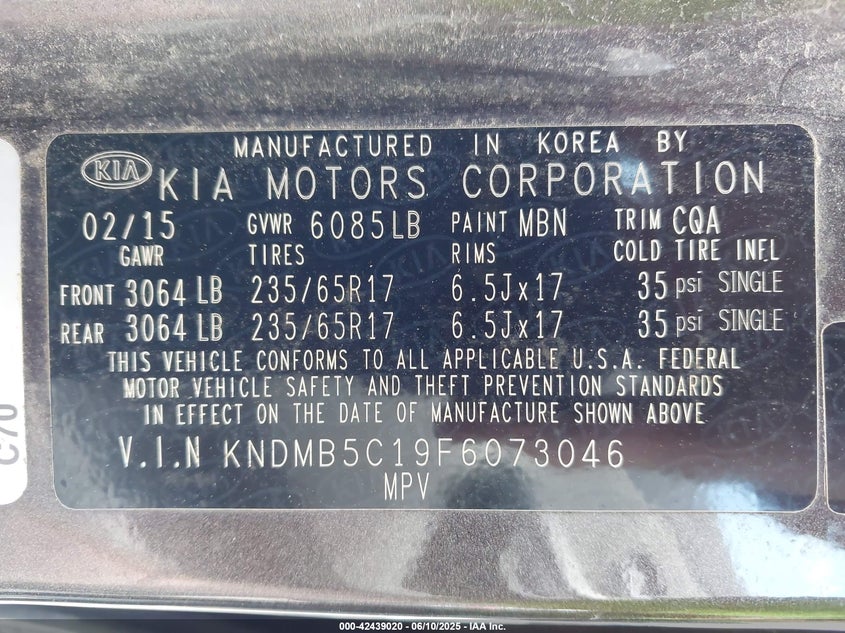 MANUFACTURED IN KOREA BY
KIA KIA MOTORS CORPORATION
02/15 GVWR 6085LB PAINT MBN TRIM CQA
GAWR TIRES RIMS COLD TIRE INFL
FRONT 3064 LB 235/65R17 6.5Jx17 35 psi SINGLE
REAR 3064 LB 235/65R17 6.5Jx17 35 psi SINGLE
THIS VEHICLE CONFORMS TO ALL APPLICABLE U.S.A. FEDERAL
MOTOR VEHICLE SAFETY AND THEFT PREVENTION STANDARDS
IN EFFECT ON THE DATE OF MANUFACTURE SHOWN ABOVE
V.I.N KNDMB5C19F6073046
MPV
C70
000-42439020 - 06/10/2025 - IAA Inc.